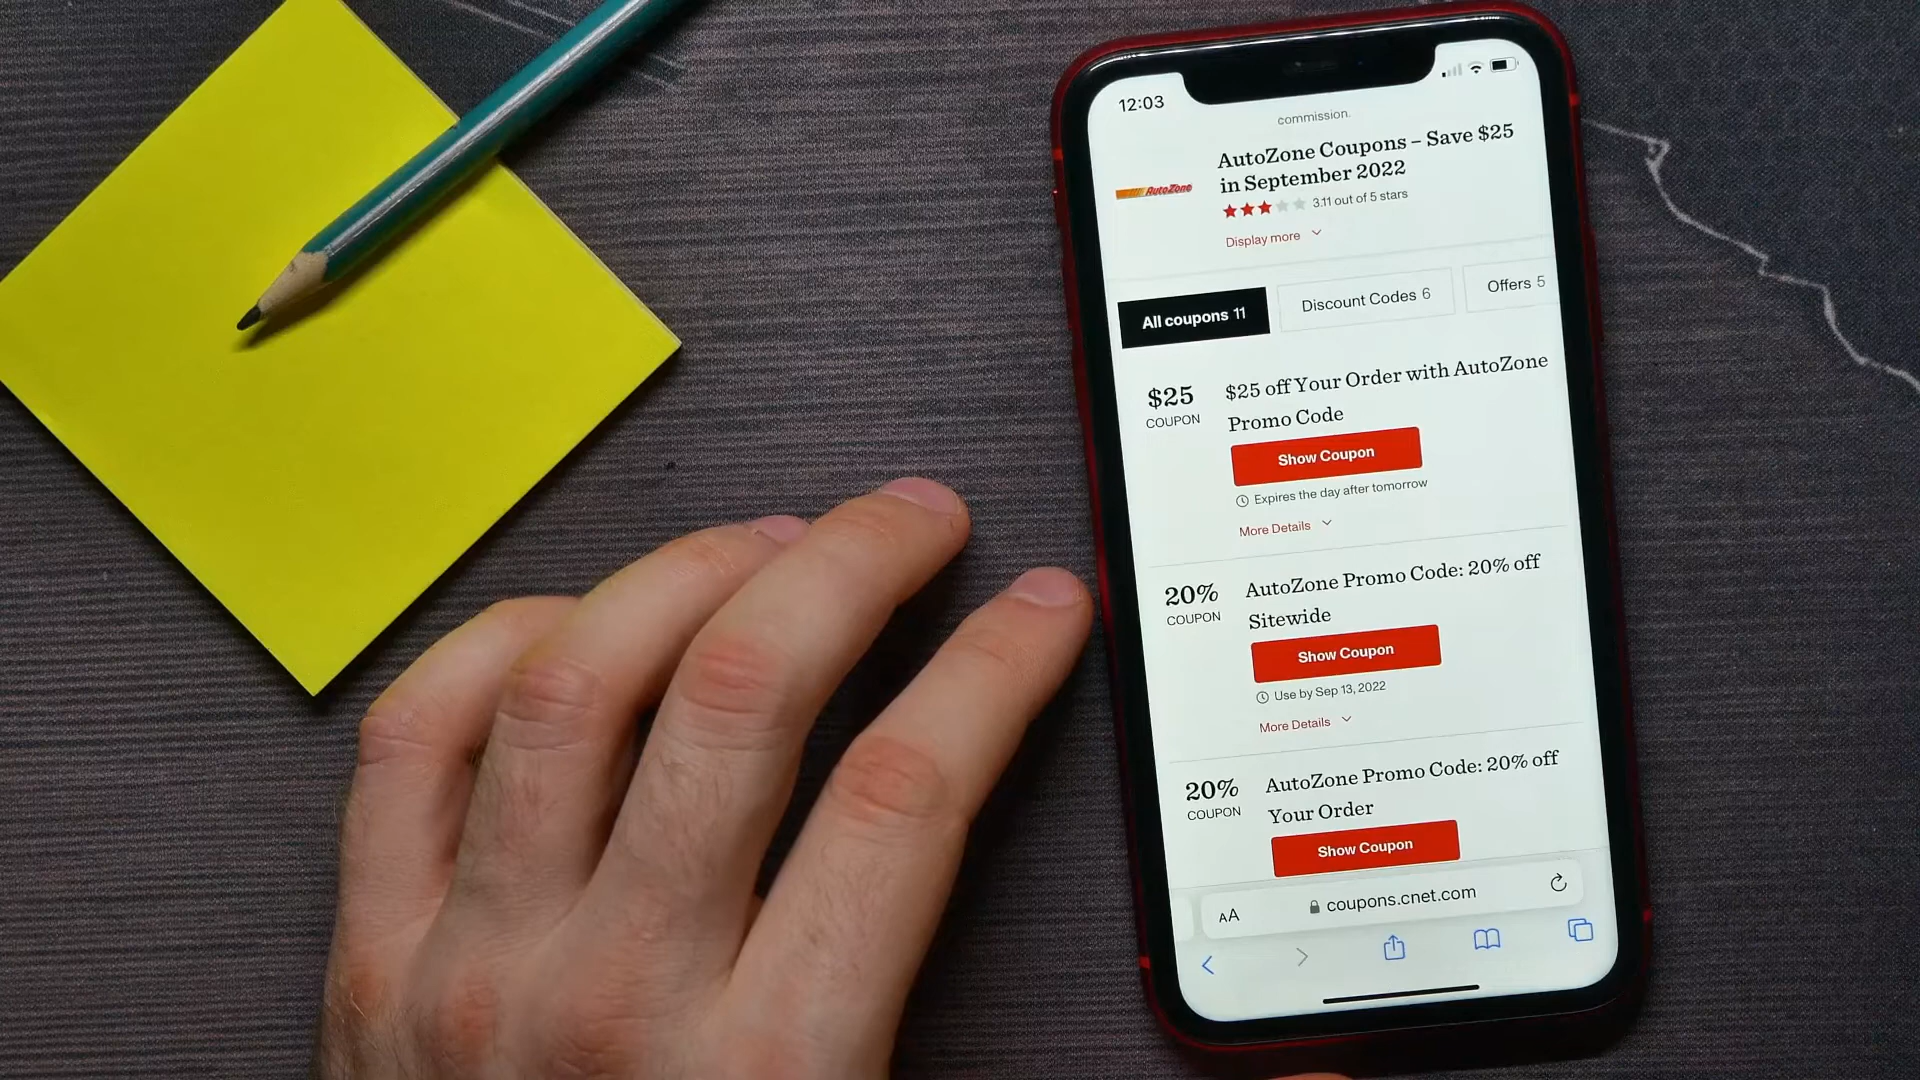 12:03
commission.
AutoZone
AutoZone Coupons – Save $25
in September 2022
3.11 out of 5 stars
Display more
All coupons 11
Discount Codes 6
Offers 5
$25
COUPON
$25 off Your Order with AutoZone
Promo Code
Show Coupon
Expires the day after tomorrow
More Details
20%
COUPON
AutoZone Promo Code: 20% off
Sitewide
Show Coupon
Use by Sep 13, 2022
More Details
20%
COUPON
AutoZone Promo Code: 20% off
Your Order
Show Coupon
AA
coupons.cnet.com